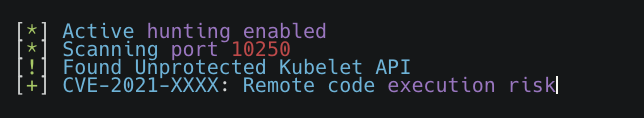 [*] Active hunting enabled
[*] Scanning port 10250
[!] Found Unprotected Kubelet API
[+] CVE-2021-XXXX: Remote code execution risk